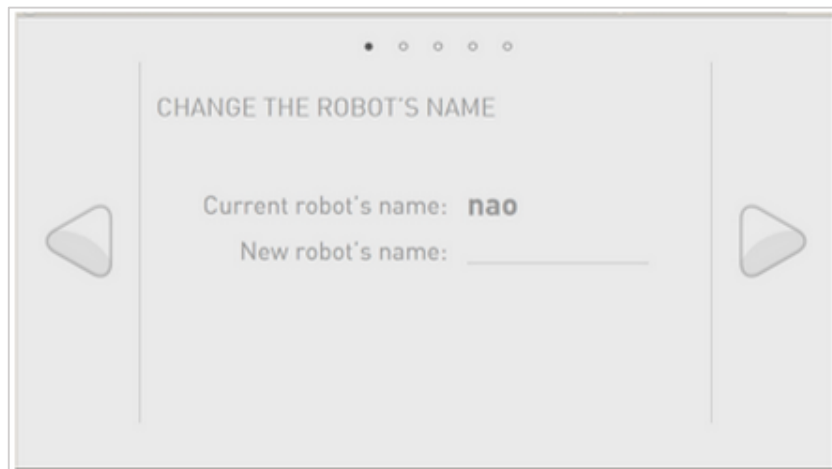 CHANGE THE ROBOT'S NAME
Current robot's name: nao
New robot's name: